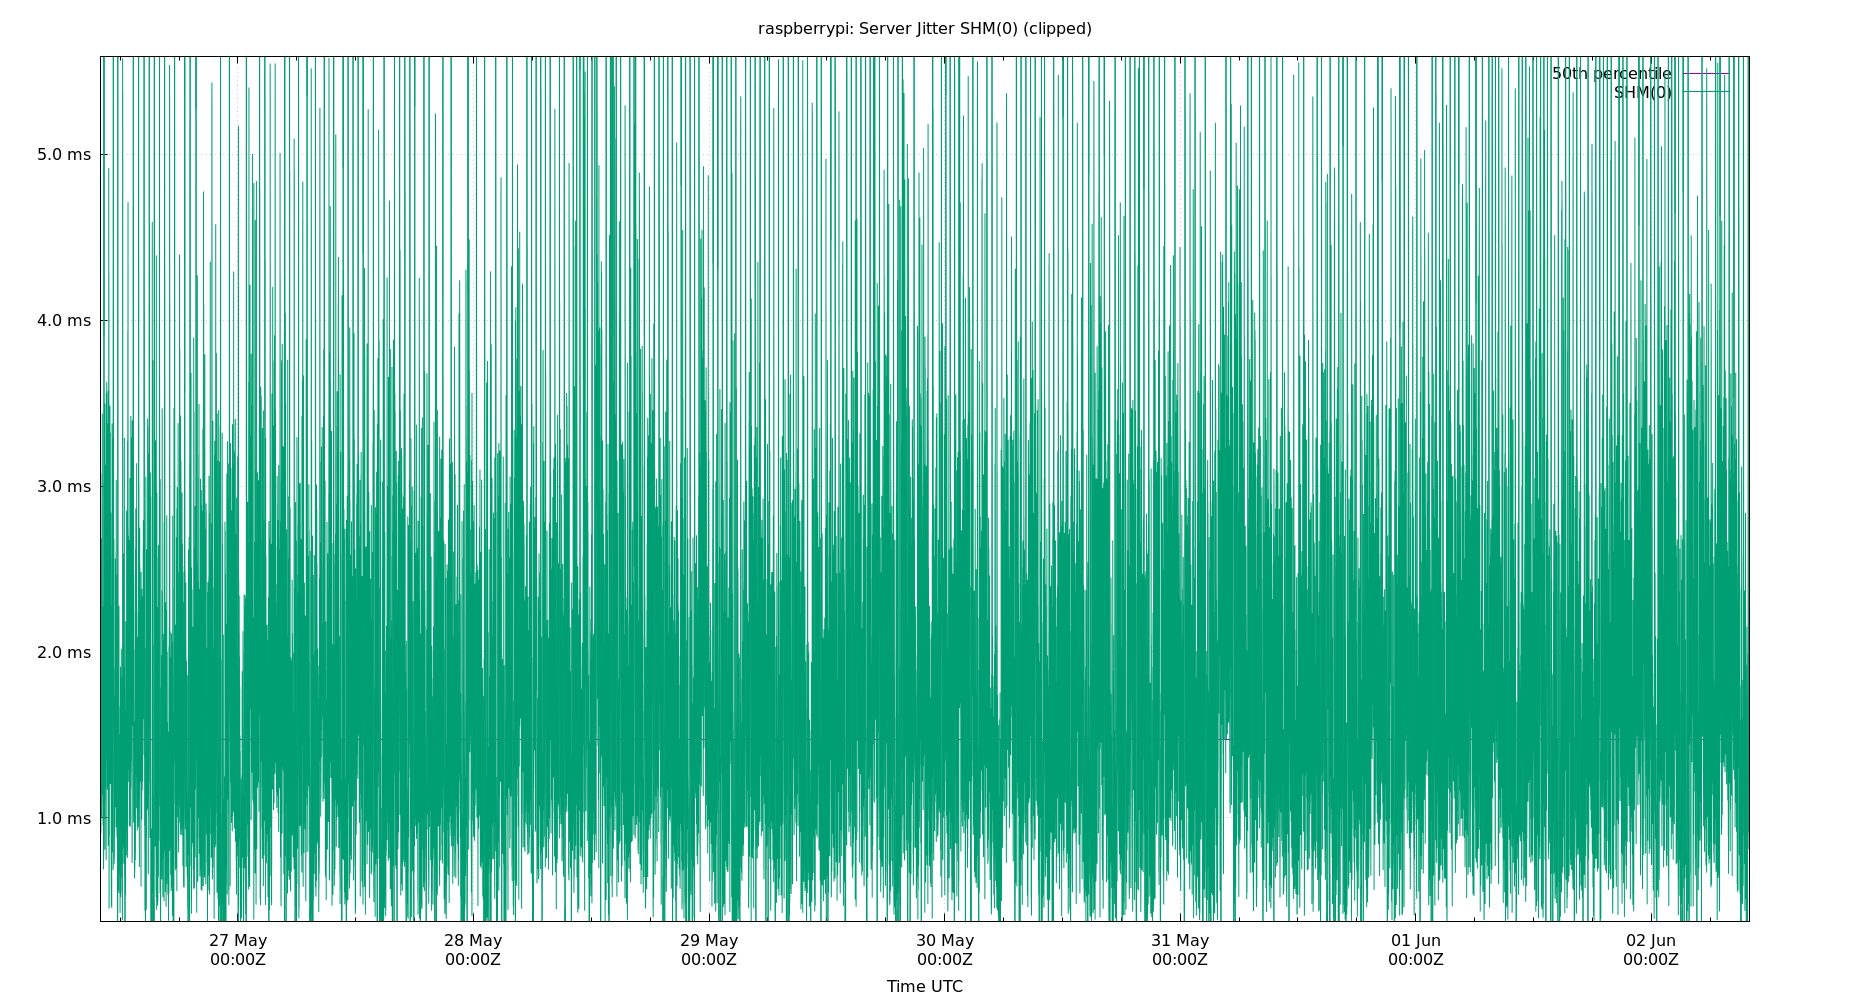 raspberrypi: Server Jitter SHM(0) (clipped)
50th percentile
SHM(0)
5.0 ms
4.0 ms
3.0 ms
2.0 ms
1.0 ms
27 May 28 May 29 May 30 May 31 May 01 Jun 02 Jun
00:00Z 00:00Z 00:00Z 00:00Z 00:00Z 00:00Z 00:00Z
Time UTC